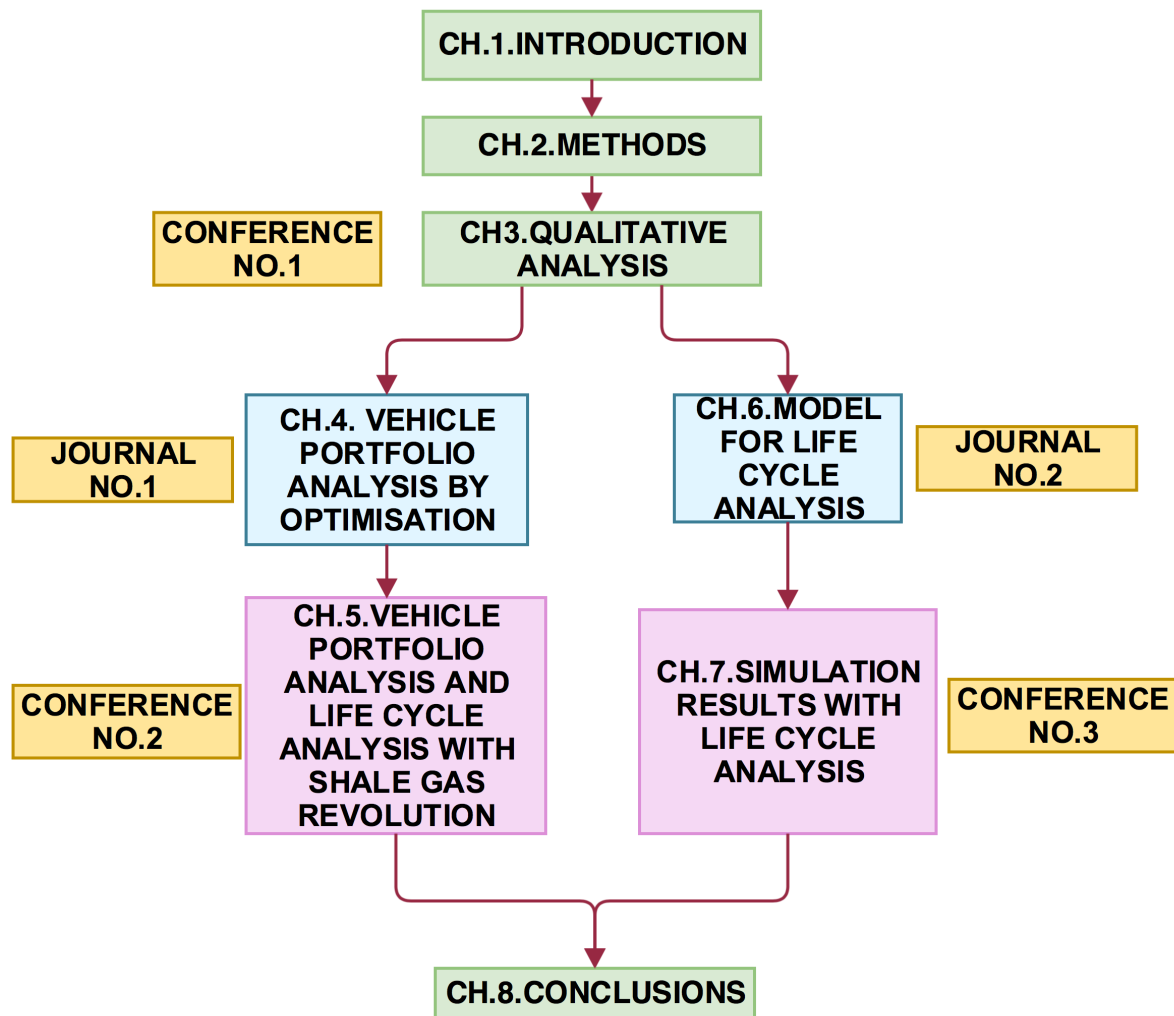 CH.1.INTRODUCTION
CH.2.METHODS
CONFERENCE
NO.1
CH3.QUALITATIVE
ANALYSIS
JOURNAL
NO.1
CH.4. VEHICLE
PORTFOLIO
ANALYSIS BY
OPTIMISATION
CH.6.MODEL
FOR LIFE
CYCLE
ANALYSIS
JOURNAL
NO.2
CONFERENCE
NO.2
CH.5.VEHICLE
PORTFOLIO
ANALYSIS AND
LIFE CYCLE
ANALYSIS WITH
SHALE GAS
REVOLUTION
CH.7.SIMULATION
RESULTS WITH
LIFE CYCLE
ANALYSIS
CONFERENCE
NO.3
CH.8.CONCLUSIONS